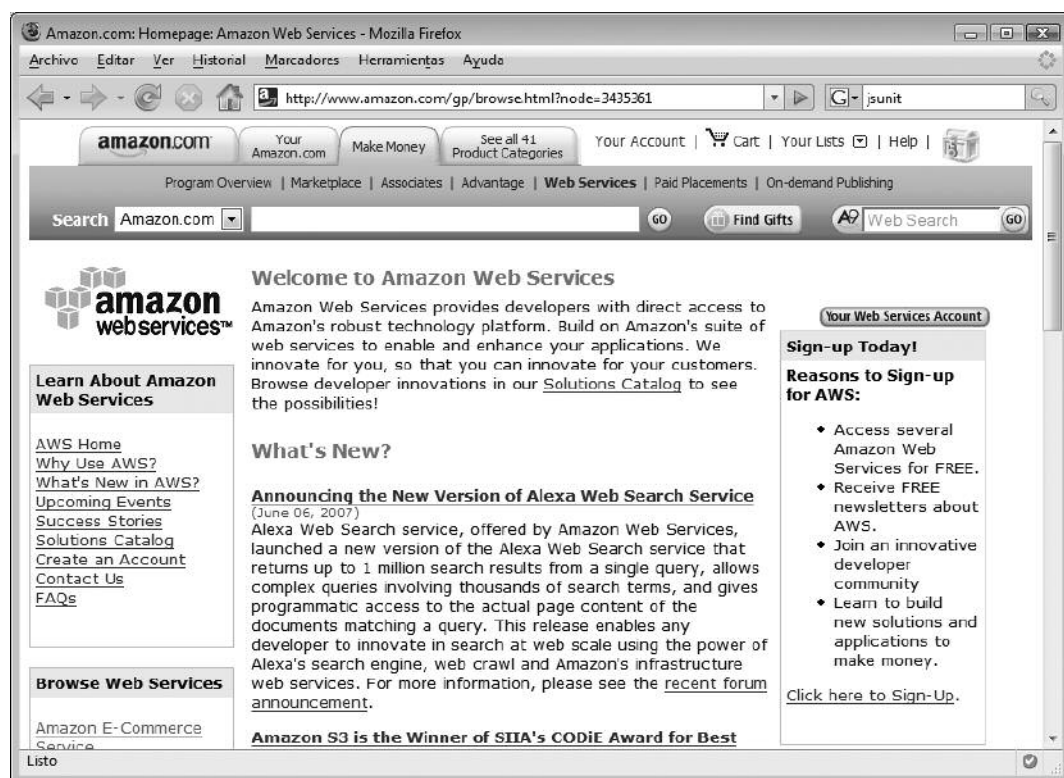 Amazon.com: Homepage: Amazon Web Services - Mozilla Firefox
Archivo Editar Ver Historial Marcadores Herramientas Ayuda
http://www.amazon.com/gp/browse.html?node=3435361
G jsunit
amazon.com
Your Amazon.com
Make Money
See all 41 Product Categories
Your Account | Cart | Your Lists | Help |
Program Overview | Marketplace | Associates | Advantage | Web Services | Paid Placements | On-demand Publishing
Search Amazon.com GO Find Gifts A9 Web Search GO
amazon
webservices™
Learn About Amazon
Web Services
AWS Home
Why Use AWS?
What's New in AWS?
Upcoming Events
Success Stories
Solutions Catalog
Create an Account
Contact Us
FAQs
Browse Web Services
Amazon E-Commerce
Service
Welcome to Amazon Web Services
Amazon Web Services provides developers with direct access to
Amazon's robust technology platform. Build on Amazon's suite of
web services to enable and enhance your applications. We
innovate for you, so that you can innovate for your customers.
Browse developer innovations in our Solutions Catalog to see
the possibilities!
What's New?
Announcing the New Version of Alexa Web Search Service
(June 06, 2007)
Alexa Web Search service, offered by Amazon Web Services,
launched a new version of the Alexa Web Search service that
returns up to 1 million search results from a single query, allows
complex queries involving thousands of search terms, and gives
programmatic access to the actual page content of the
documents matching a query. This release enables any
developer to innovate in search at web scale using the power of
Alexa's search engine, web crawl and Amazon's infrastructure
web services. For more information, please see the recent forum
announcement.
Amazon S3 is the Winner of SIIA's CODiE Award for Best
Your Web Services Account
Sign-up Today!
Reasons to Sign-up
for AWS:
Access several
Amazon Web
Services for FREE.
Receive FREE
newsletters about
AWS.
Join an innovative
developer
community
Learn to build
new solutions and
applications to
make money.
Click here to Sign-Up.
Listo